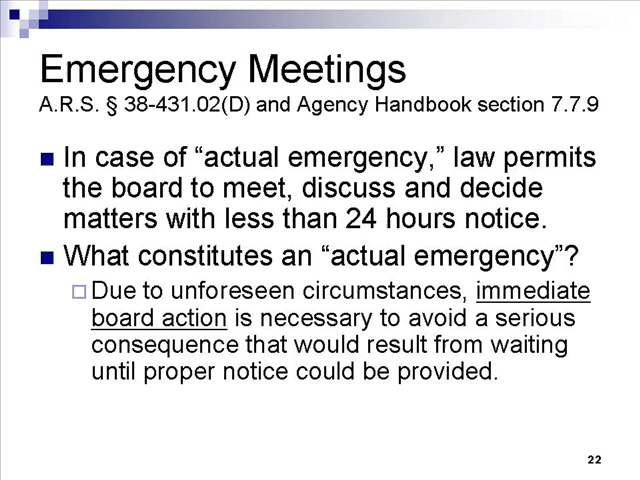 Emergency Meetings
A.R.S. § 38-431.02(D) and Agency Handbook section 7.7.9
In case of “actual emergency,” law permits
the board to meet, discuss and decide
matters with less than 24 hours notice.
What constitutes an “actual emergency”?
Due to unforeseen circumstances, immediate
board action is necessary to avoid a serious
consequence that would result from waiting
until proper notice could be provided.
22